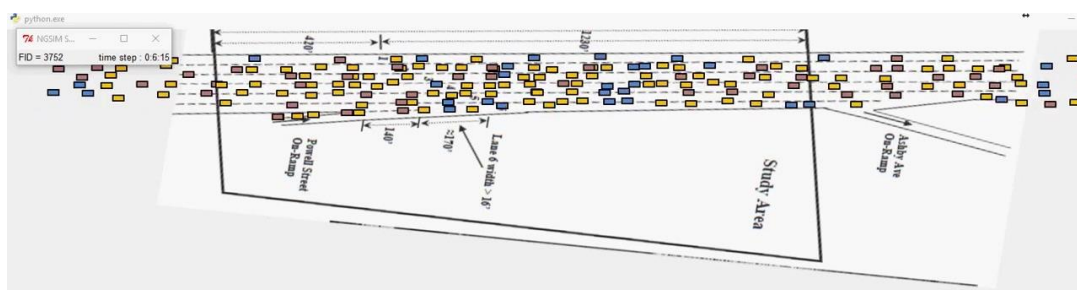 python.exe
NGSIM S...
FID = 3752
time step : 0:6:15
420'
1230'
140'
≈170'
Powell Street
On-Ramp
Lane 6 width > 16'
Study Area
Ashby Ave
On-Ramp